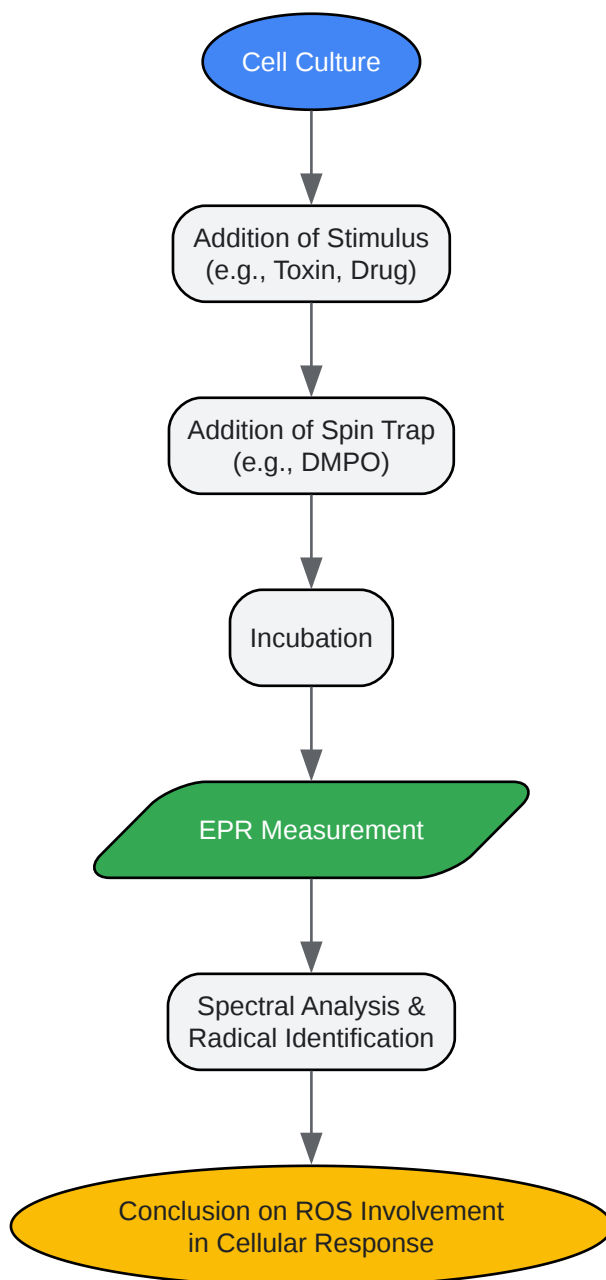 Cell Culture
Addition of Stimulus
(e.g., Toxin, Drug)
Addition of Spin Trap
(e.g., DMPO)
Incubation
EPR Measurement
Spectral Analysis &
Radical Identification
Conclusion on ROS Involvement
in Cellular Response